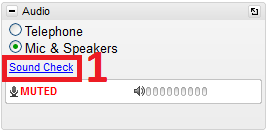 Audio
Telephone
Mic & Speakers
Sound Check 1
MUTED